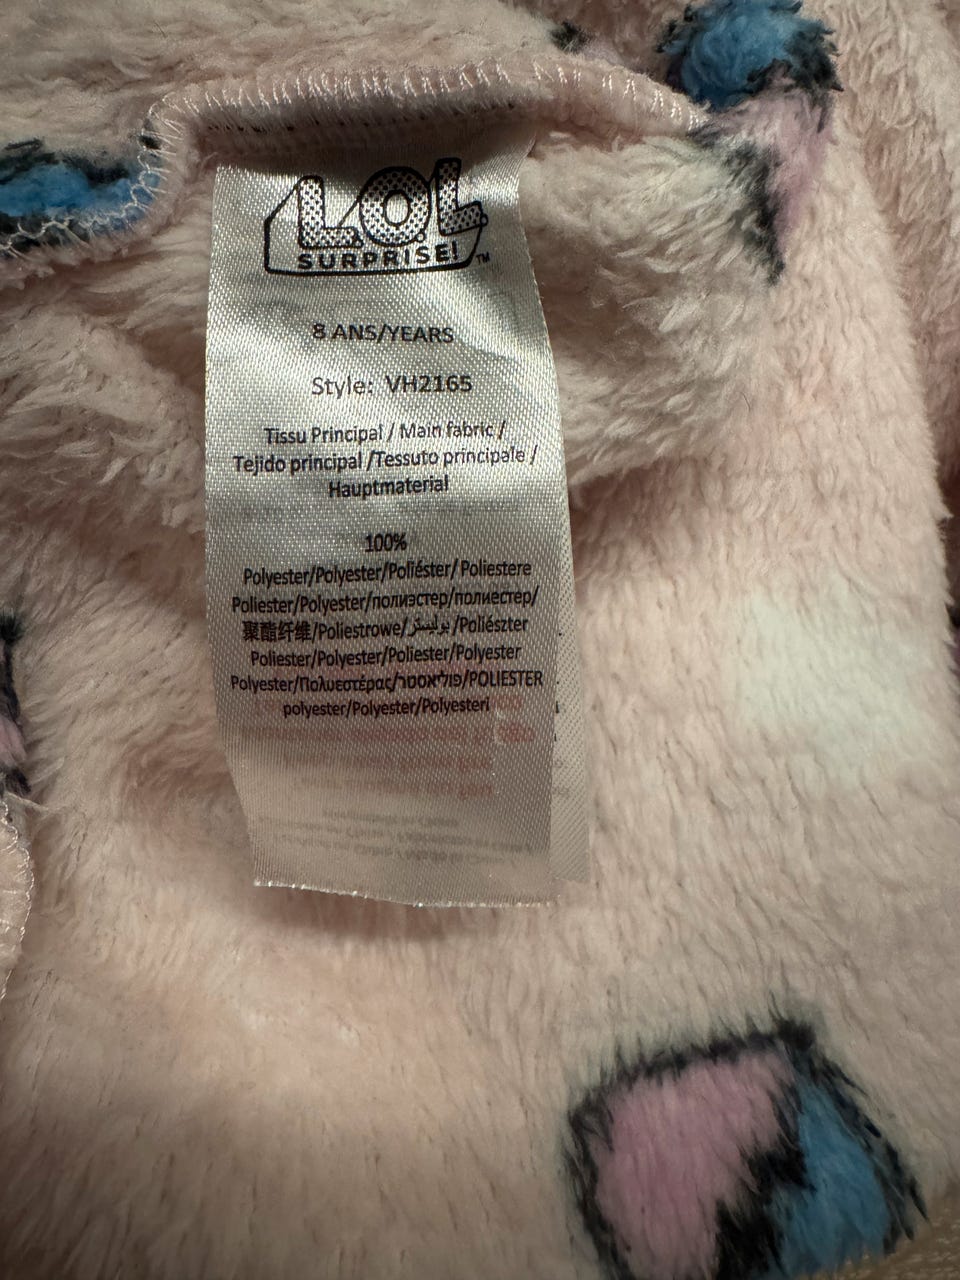 L.O.L.
SURPRISE!™
8 ANS/YEARS
Style: VH2165
Tissu Principal / Main fabric /
Tejido principal /Tessuto principale /
Hauptmaterial
100%
Polyester/Polyester/Poliéster/ Poliestere
Poliester/Polyester/полиэстер/полиестер/
聚酯纤维/Poliestrowe/بوليستر/Poliészter
Poliester/Polyester/Poliester/Polyester
Polyester/Πολυεστέρας/פוליאסטר/POLIESTER
polyester/Polyester/Polyesteri